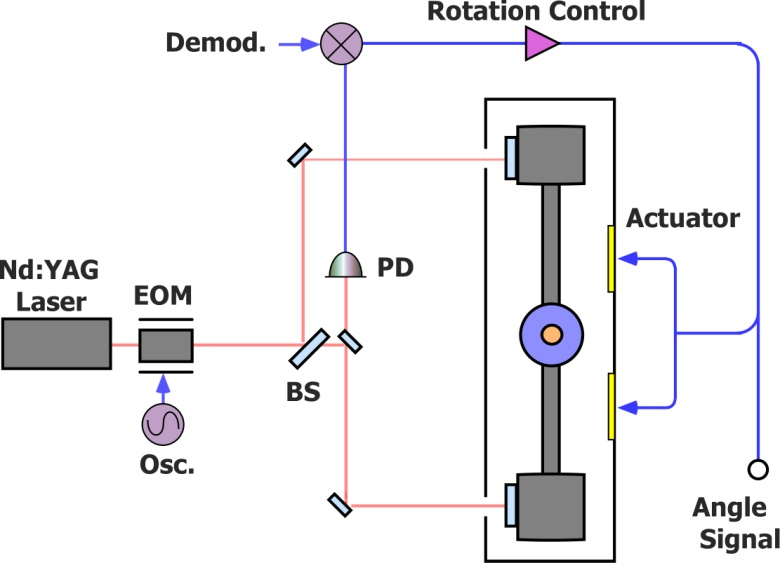 Rotation Control
Demod.
Actuator
PD
Nd:YAG
Laser
EOM
BS
Osc.
Angle
Signal